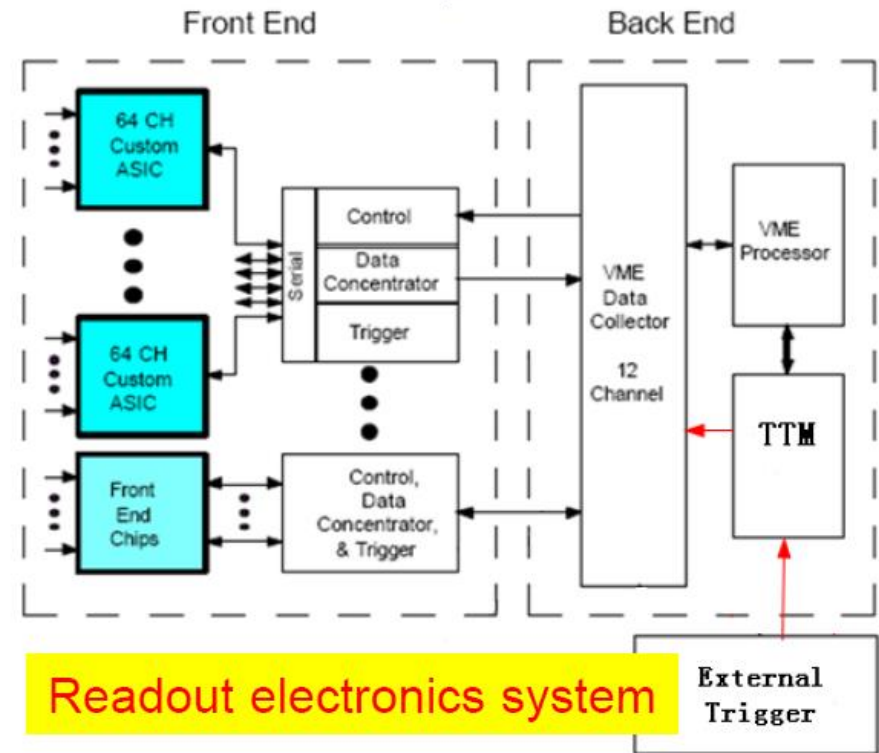 Front End
Back End
64 CH
Custom
ASIC
Serial
Control
Data
Concentrator
Trigger
64 CH
Custom
ASIC
Front
End
Chips
Control,
Data
Concentrator,
& Trigger
VME
Data
Collector
12
Channel
VME
Processor
TTM
Readout electronics system
External
Trigger